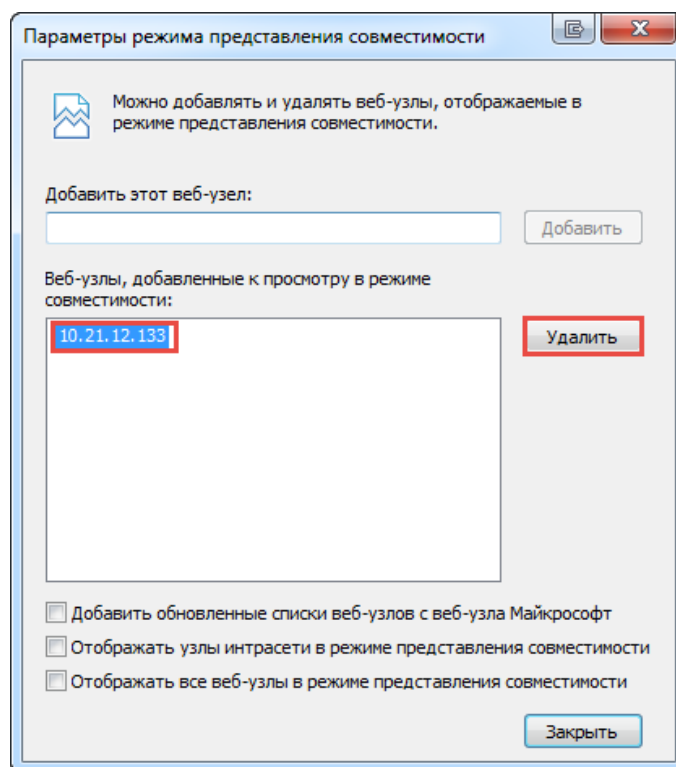 Параметры режима представления совместимости
Можно добавлять и удалять веб-узлы, отображаемые в
режиме представления совместимости.
Добавить этот веб-узел:
Добавить
Веб-узлы, добавленные к просмотру в режиме
совместимости:
10.21.12.133
Удалить
Добавить обновленные списки веб-узлов с веб-узла Майкрософт
Отображать узлы интрасети в режиме представления совместимости
Отображать все веб-узлы в режиме представления совместимости
Закрыть